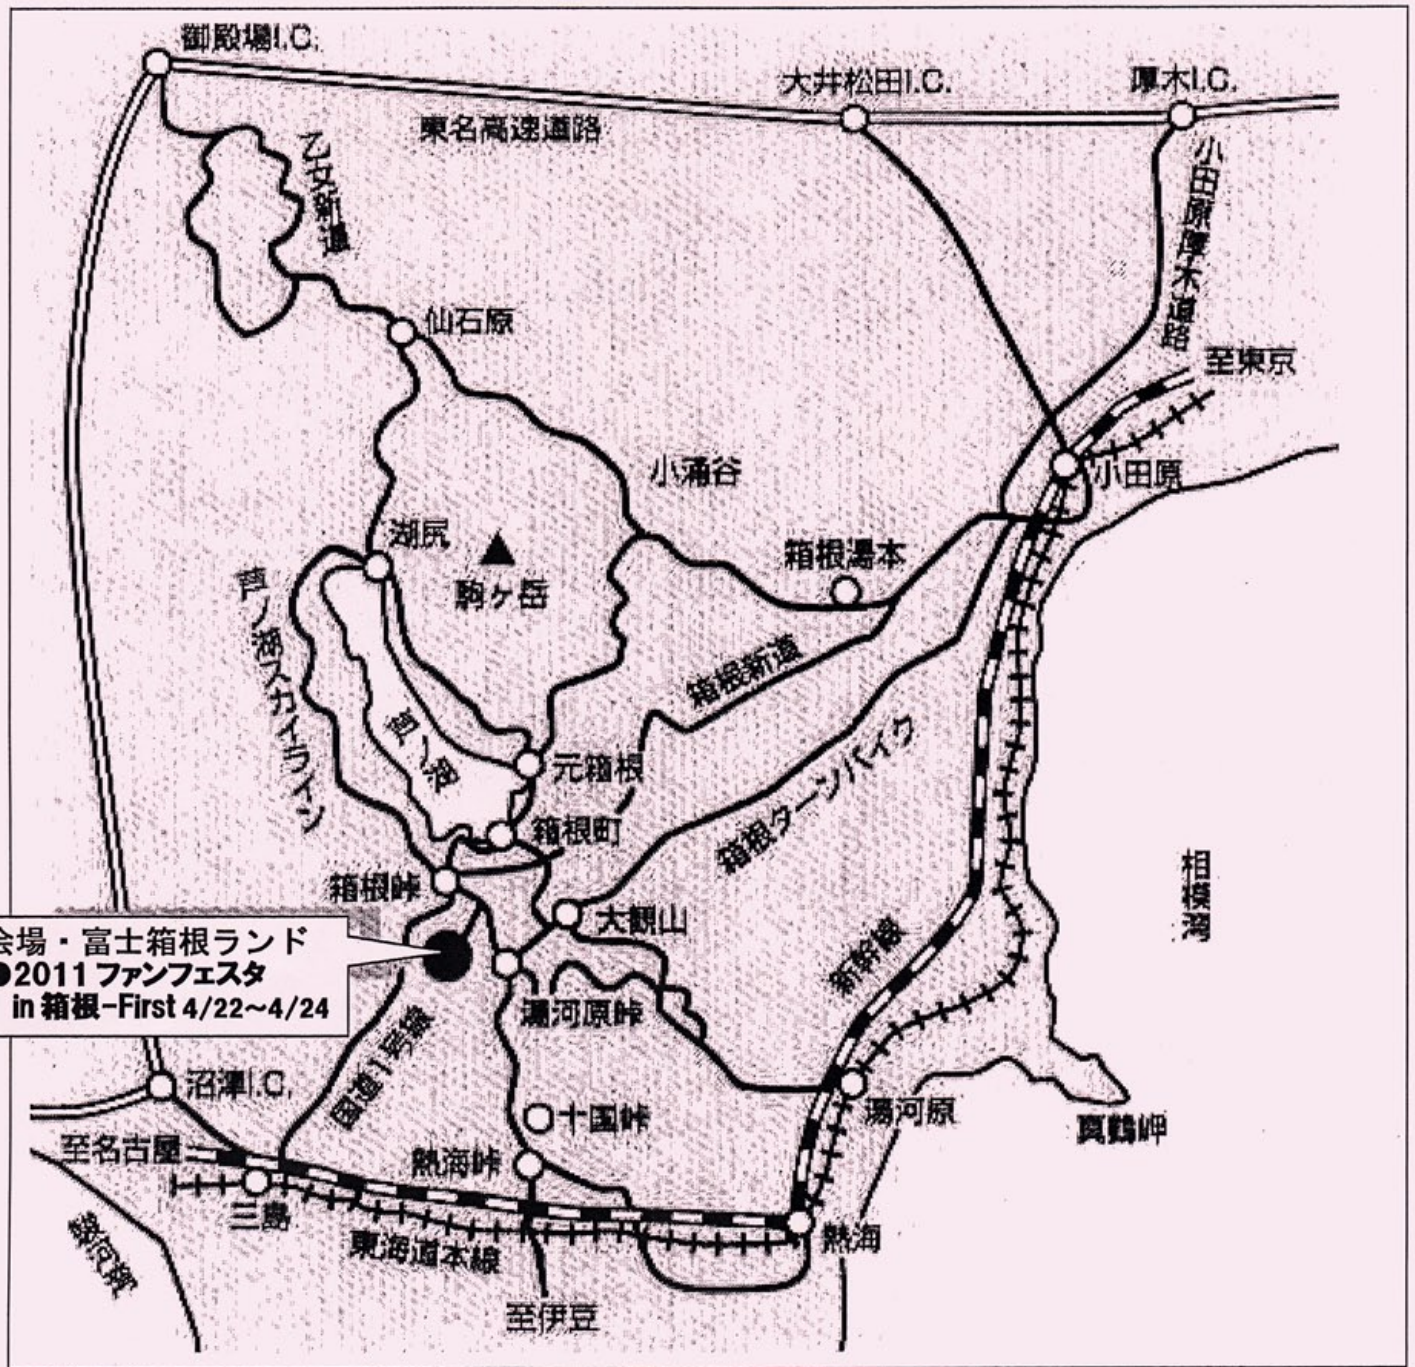 御殿場I.C.
大井松田I.C.
厚木I.C.
東名高速道路
乙女新道
小田原厚木道路
仙石原
至東京
小涌谷
小田原
湖尻
駒ヶ岳
箱根湯本
芦ノ湖スカイライン
箱根新道
芦ノ湖
元箱根
箱根ターンパイク
箱根町
相模湾
箱根峠
大観山
会場・富士箱根ランド
●2011 ファンフェスタ
in 箱根-First 4/22~4/24
新幹線
湯河原峠
国道1号線
沼津I.C.
十国峠
湯河原
真鶴岬
至名古屋
熱海峠
三島
駿河湾
東海道本線
熱海
至伊豆